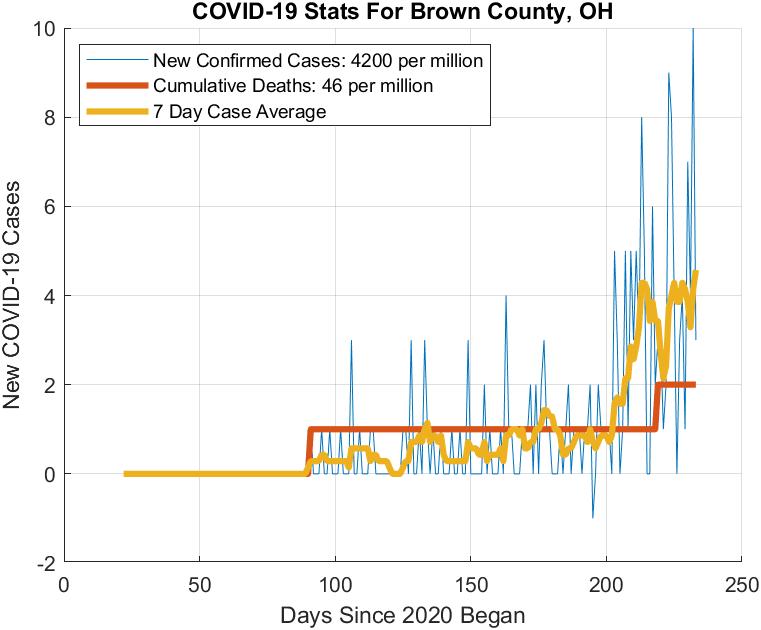 COVID-19 Stats For Brown County, OH
New Confirmed Cases: 4200 per million
Cumulative Deaths: 46 per million
7 Day Case Average
10
8
6
4
2
0
-2
New COVID-19 Cases
0 50 100 150 200 250
Days Since 2020 Began